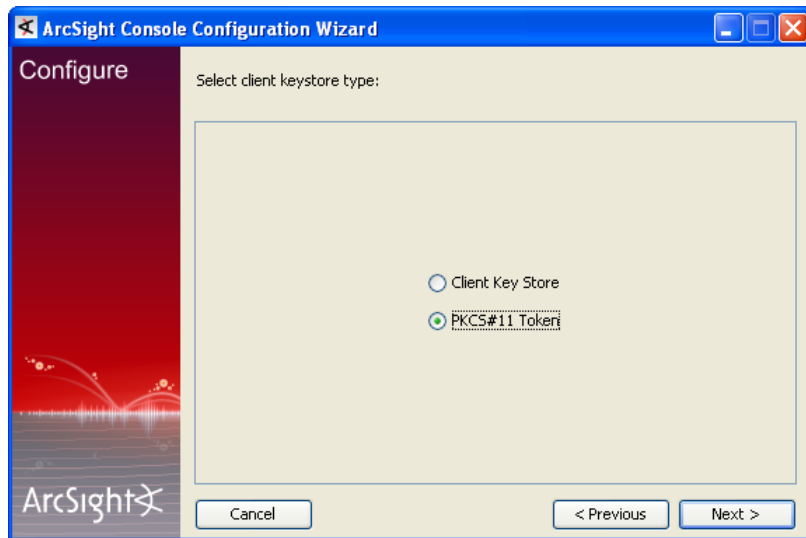 ArcSight Console Configuration Wizard
Configure
Select client keystore type:
Client Key Store
PKCS#11 Token
ArcSight
Cancel
< Previous
Next >